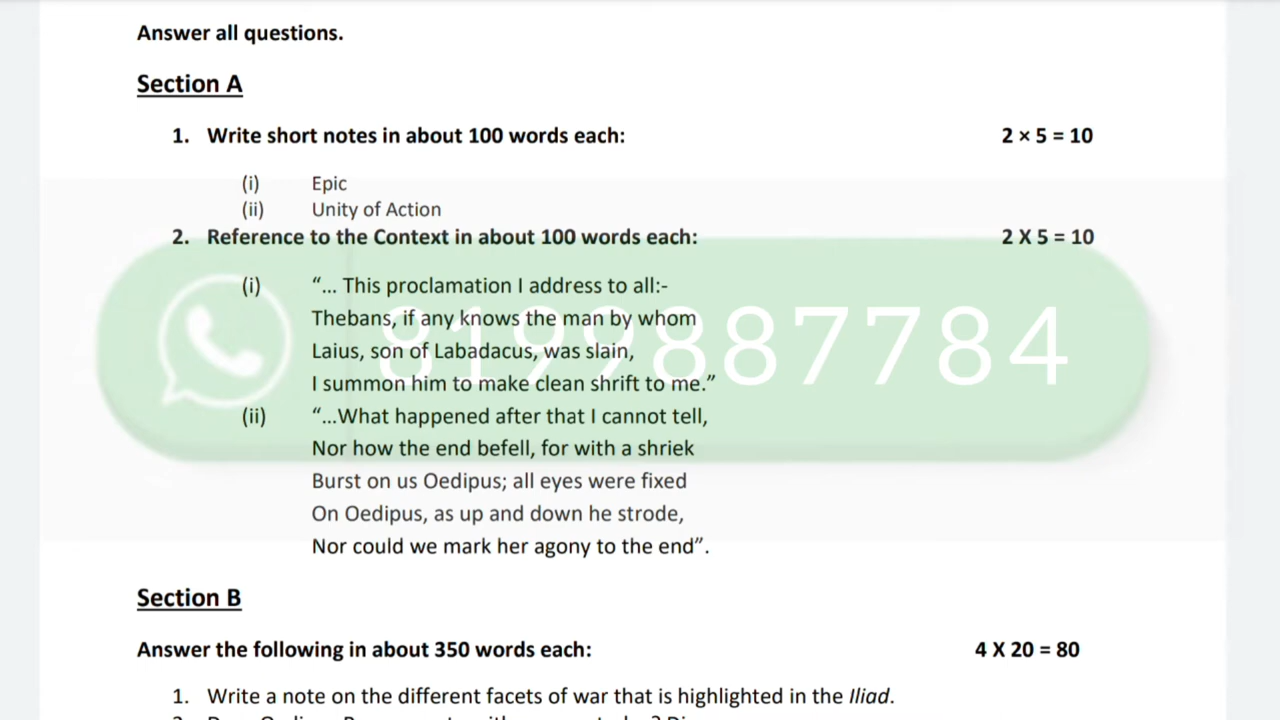 Answer all questions.
Section A
1. Write short notes in about 100 words each: 2 × 5 = 10
(i) Epic
(ii) Unity of Action
2. Reference to the Context in about 100 words each: 2 X 5 = 10
(i) “... This proclamation I address to all:-
Thebans, if any knows the man by whom
Laius, son of Labadacus, was slain,
I summon him to make clean shrift to me.”
8199887784
(ii) “...What happened after that I cannot tell,
Nor how the end befell, for with a shriek
Burst on us Oedipus; all eyes were fixed
On Oedipus, as up and down he strode,
Nor could we mark her agony to the end”.
Section B
Answer the following in about 350 words each: 4 X 20 = 80
1. Write a note on the different facets of war that is highlighted in the Iliad.